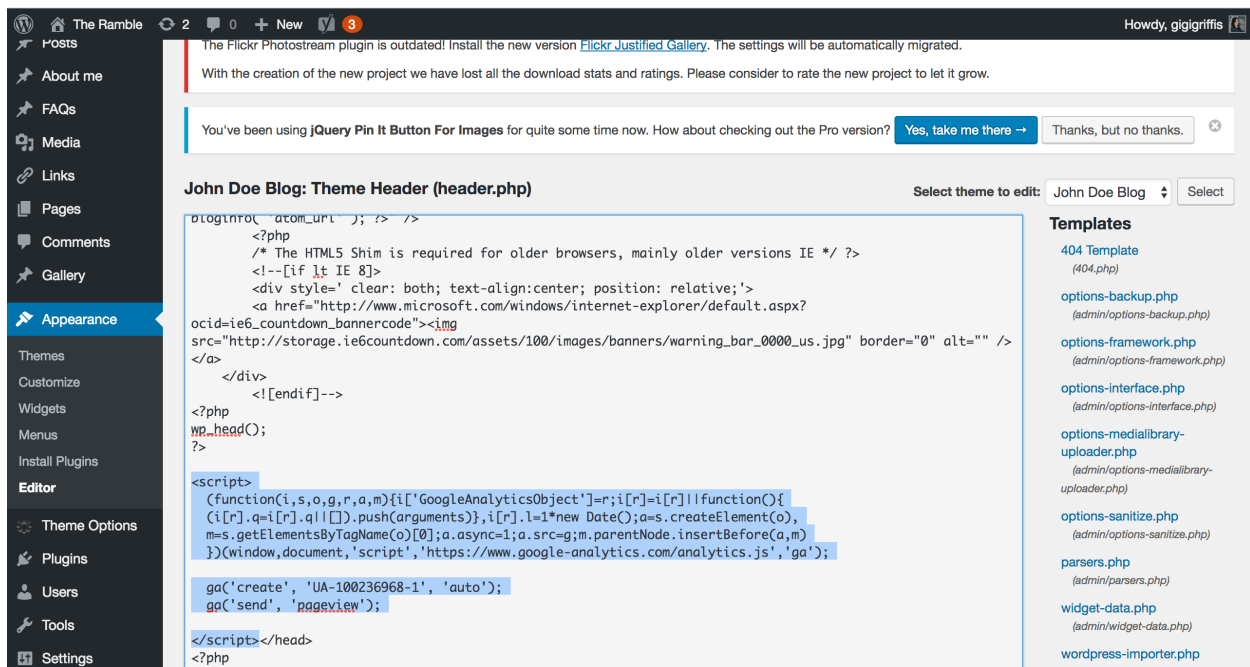 The Ramble 2 0 New 3 Howdy, gigigriffis
Posts
About me
FAQs
Media
Links
Pages
Comments
Gallery
Appearance
Themes
Customize
Widgets
Menus
Install Plugins
Editor
Theme Options
Plugins
Users
Tools
Settings
The Flickr Photostream plugin is outdated! Install the new version Flickr Justified Gallery. The settings will be automatically migrated.
With the creation of the new project we have lost all the download stats and ratings. Please consider to rate the new project to let it grow.
You've been using jQuery Pin It Button For Images for quite some time now. How about checking out the Pro version? Yes, take me there → Thanks, but no thanks.
John Doe Blog: Theme Header (header.php)
Select theme to edit: John Doe Blog Select
bloginfo( 'atom_url' ); ?> />
<?php
/* The HTML5 Shim is required for older browsers, mainly older versions IE */ ?>
<!--[if lt IE 8]>
<div style=' clear: both; text-align:center; position: relative;'>
<a href="http://www.microsoft.com/windows/internet-explorer/default.aspx?
ocid=ie6_countdown_bannercode"><img
src="http://storage.ie6countdown.com/assets/100/images/banners/warning_bar_0000_us.jpg" border="0" alt="" />
</a>
</div>
<![endif]-->
<?php
wp_head();
?>
<script>
(function(i,s,o,g,r,a,m){i['GoogleAnalyticsObject']=r;i[r]=i[r]||function(){
(i[r].q=i[r].q||[]).push(arguments)},i[r].l=1*new Date();a=s.createElement(o),
m=s.getElementsByTagName(o)[0];a.async=1;a.src=g;m.parentNode.insertBefore(a,m)
})(window,document,'script','https://www.google-analytics.com/analytics.js','ga');
ga('create', 'UA-100236968-1', 'auto');
ga('send', 'pageview');
</script></head>
<?php
Templates
404 Template
(404.php)
options-backup.php
(admin/options-backup.php)
options-framework.php
(admin/options-framework.php)
options-interface.php
(admin/options-interface.php)
options-medialibrary-
uploader.php
(admin/options-medialibrary-
uploader.php)
options-sanitize.php
(admin/options-sanitize.php)
parsers.php
(admin/parsers.php)
widget-data.php
(admin/widget-data.php)
wordpress-importer.php